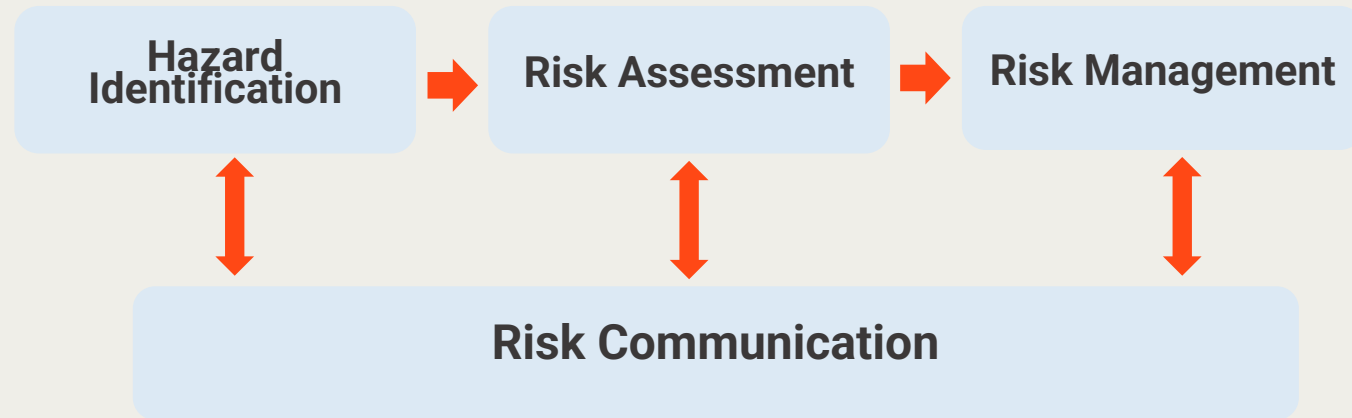 Hazard
Identification
Risk Assessment
Risk Management
Risk Communication